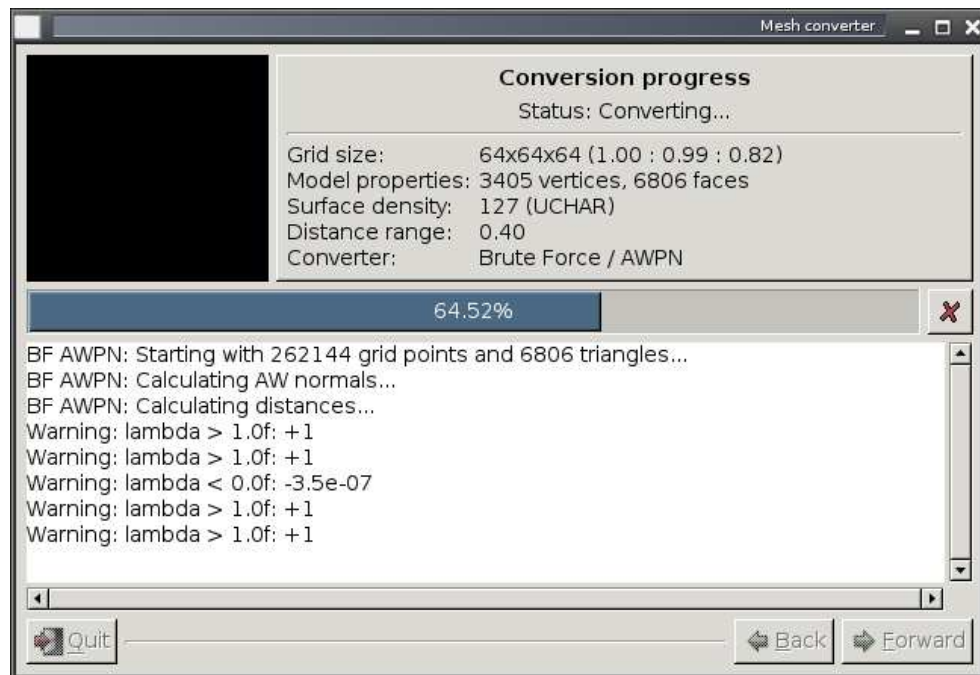 Mesh converter
Conversion progress
Status: Converting...
Grid size: 64x64x64 (1.00 : 0.99 : 0.82)
Model properties: 3405 vertices, 6806 faces
Surface density: 127 (UCHAR)
Distance range: 0.40
Converter: Brute Force / AWPN
64.52%
BF AWPN: Starting with 262144 grid points and 6806 triangles...
BF AWPN: Calculating AW normals...
BF AWPN: Calculating distances...
Warning: lambda > 1.0f: +1
Warning: lambda > 1.0f: +1
Warning: lambda < 0.0f: -3.5e-07
Warning: lambda > 1.0f: +1
Warning: lambda > 1.0f: +1
Quit Back Forward